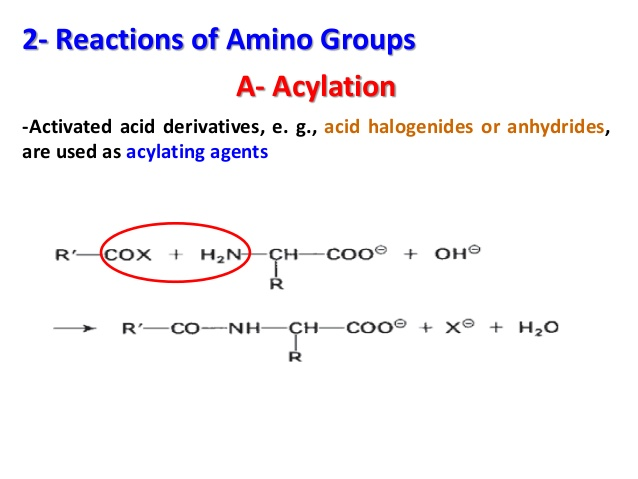 2- Reactions of Amino Groups
A- Acylation
-Activated acid derivatives, e. g., acid halogenides or anhydrides,
are used as acylating agents
R′—COX + H₂N—CH—COO⊖ + OH⊖
R
→ R′—CO—NH—CH—COO⊖ + X⊖ + H₂O
R